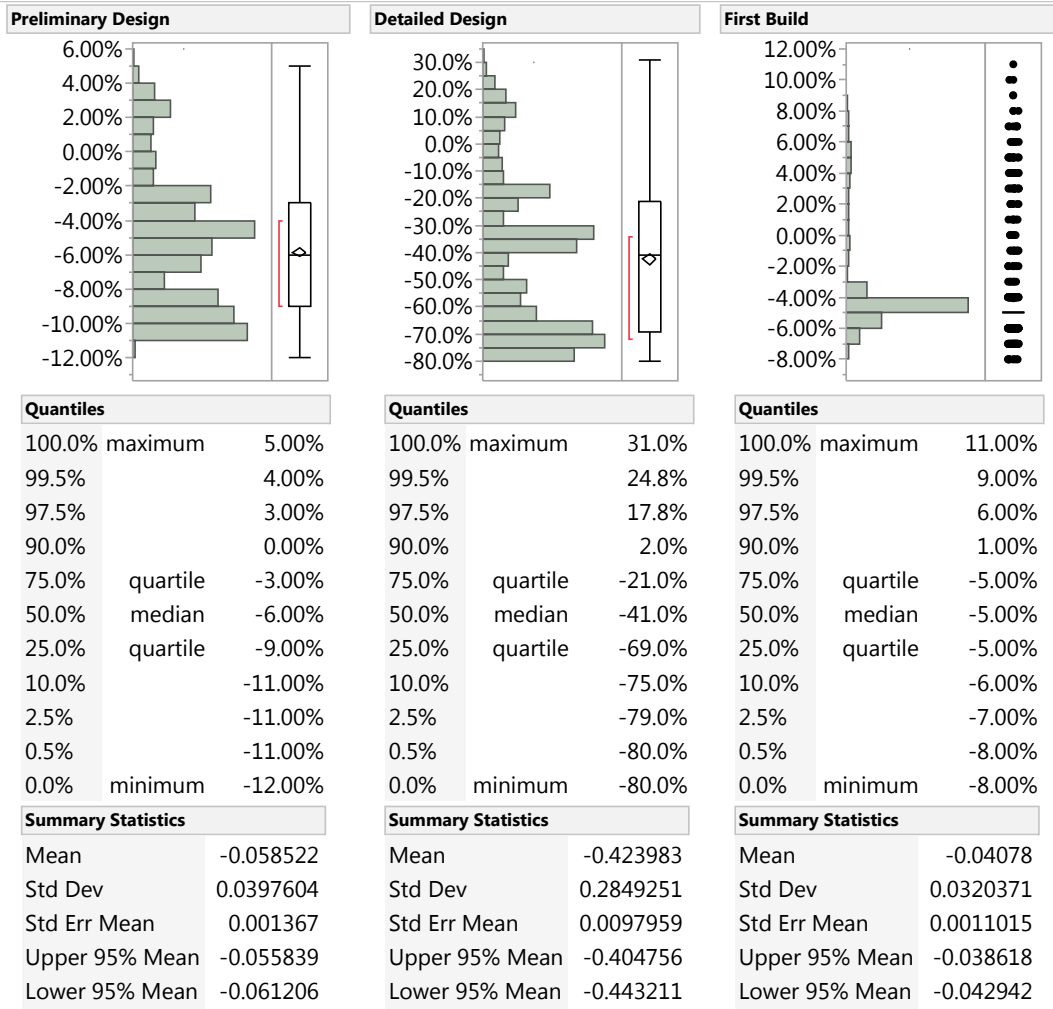 Preliminary Design
6.00%
4.00%
2.00%
0.00%
-2.00%
-4.00%
-6.00%
-8.00%
-10.00%
-12.00%
Quantiles
100.0% maximum 5.00%
99.5% 4.00%
97.5% 3.00%
90.0% 0.00%
75.0% quartile -3.00%
50.0% median -6.00%
25.0% quartile -9.00%
10.0% -11.00%
2.5% -11.00%
0.5% -11.00%
0.0% minimum -12.00%
Summary Statistics
Mean -0.058522
Std Dev 0.0397604
Std Err Mean 0.001367
Upper 95% Mean -0.055839
Lower 95% Mean -0.061206
Detailed Design
30.0%
20.0%
10.0%
0.0%
-10.0%
-20.0%
-30.0%
-40.0%
-50.0%
-60.0%
-70.0%
-80.0%
Quantiles
100.0% maximum 31.0%
99.5% 24.8%
97.5% 17.8%
90.0% 2.0%
75.0% quartile -21.0%
50.0% median -41.0%
25.0% quartile -69.0%
10.0% -75.0%
2.5% -79.0%
0.5% -80.0%
0.0% minimum -80.0%
Summary Statistics
Mean -0.423983
Std Dev 0.2849251
Std Err Mean 0.0097959
Upper 95% Mean -0.404756
Lower 95% Mean -0.443211
First Build
12.00%
10.00%
8.00%
6.00%
4.00%
2.00%
0.00%
-2.00%
-4.00%
-6.00%
-8.00%
Quantiles
100.0% maximum 11.00%
99.5% 9.00%
97.5% 6.00%
90.0% 1.00%
75.0% quartile -5.00%
50.0% median -5.00%
25.0% quartile -5.00%
10.0% -6.00%
2.5% -7.00%
0.5% -8.00%
0.0% minimum -8.00%
Summary Statistics
Mean -0.04078
Std Dev 0.0320371
Std Err Mean 0.0011015
Upper 95% Mean -0.038618
Lower 95% Mean -0.042942